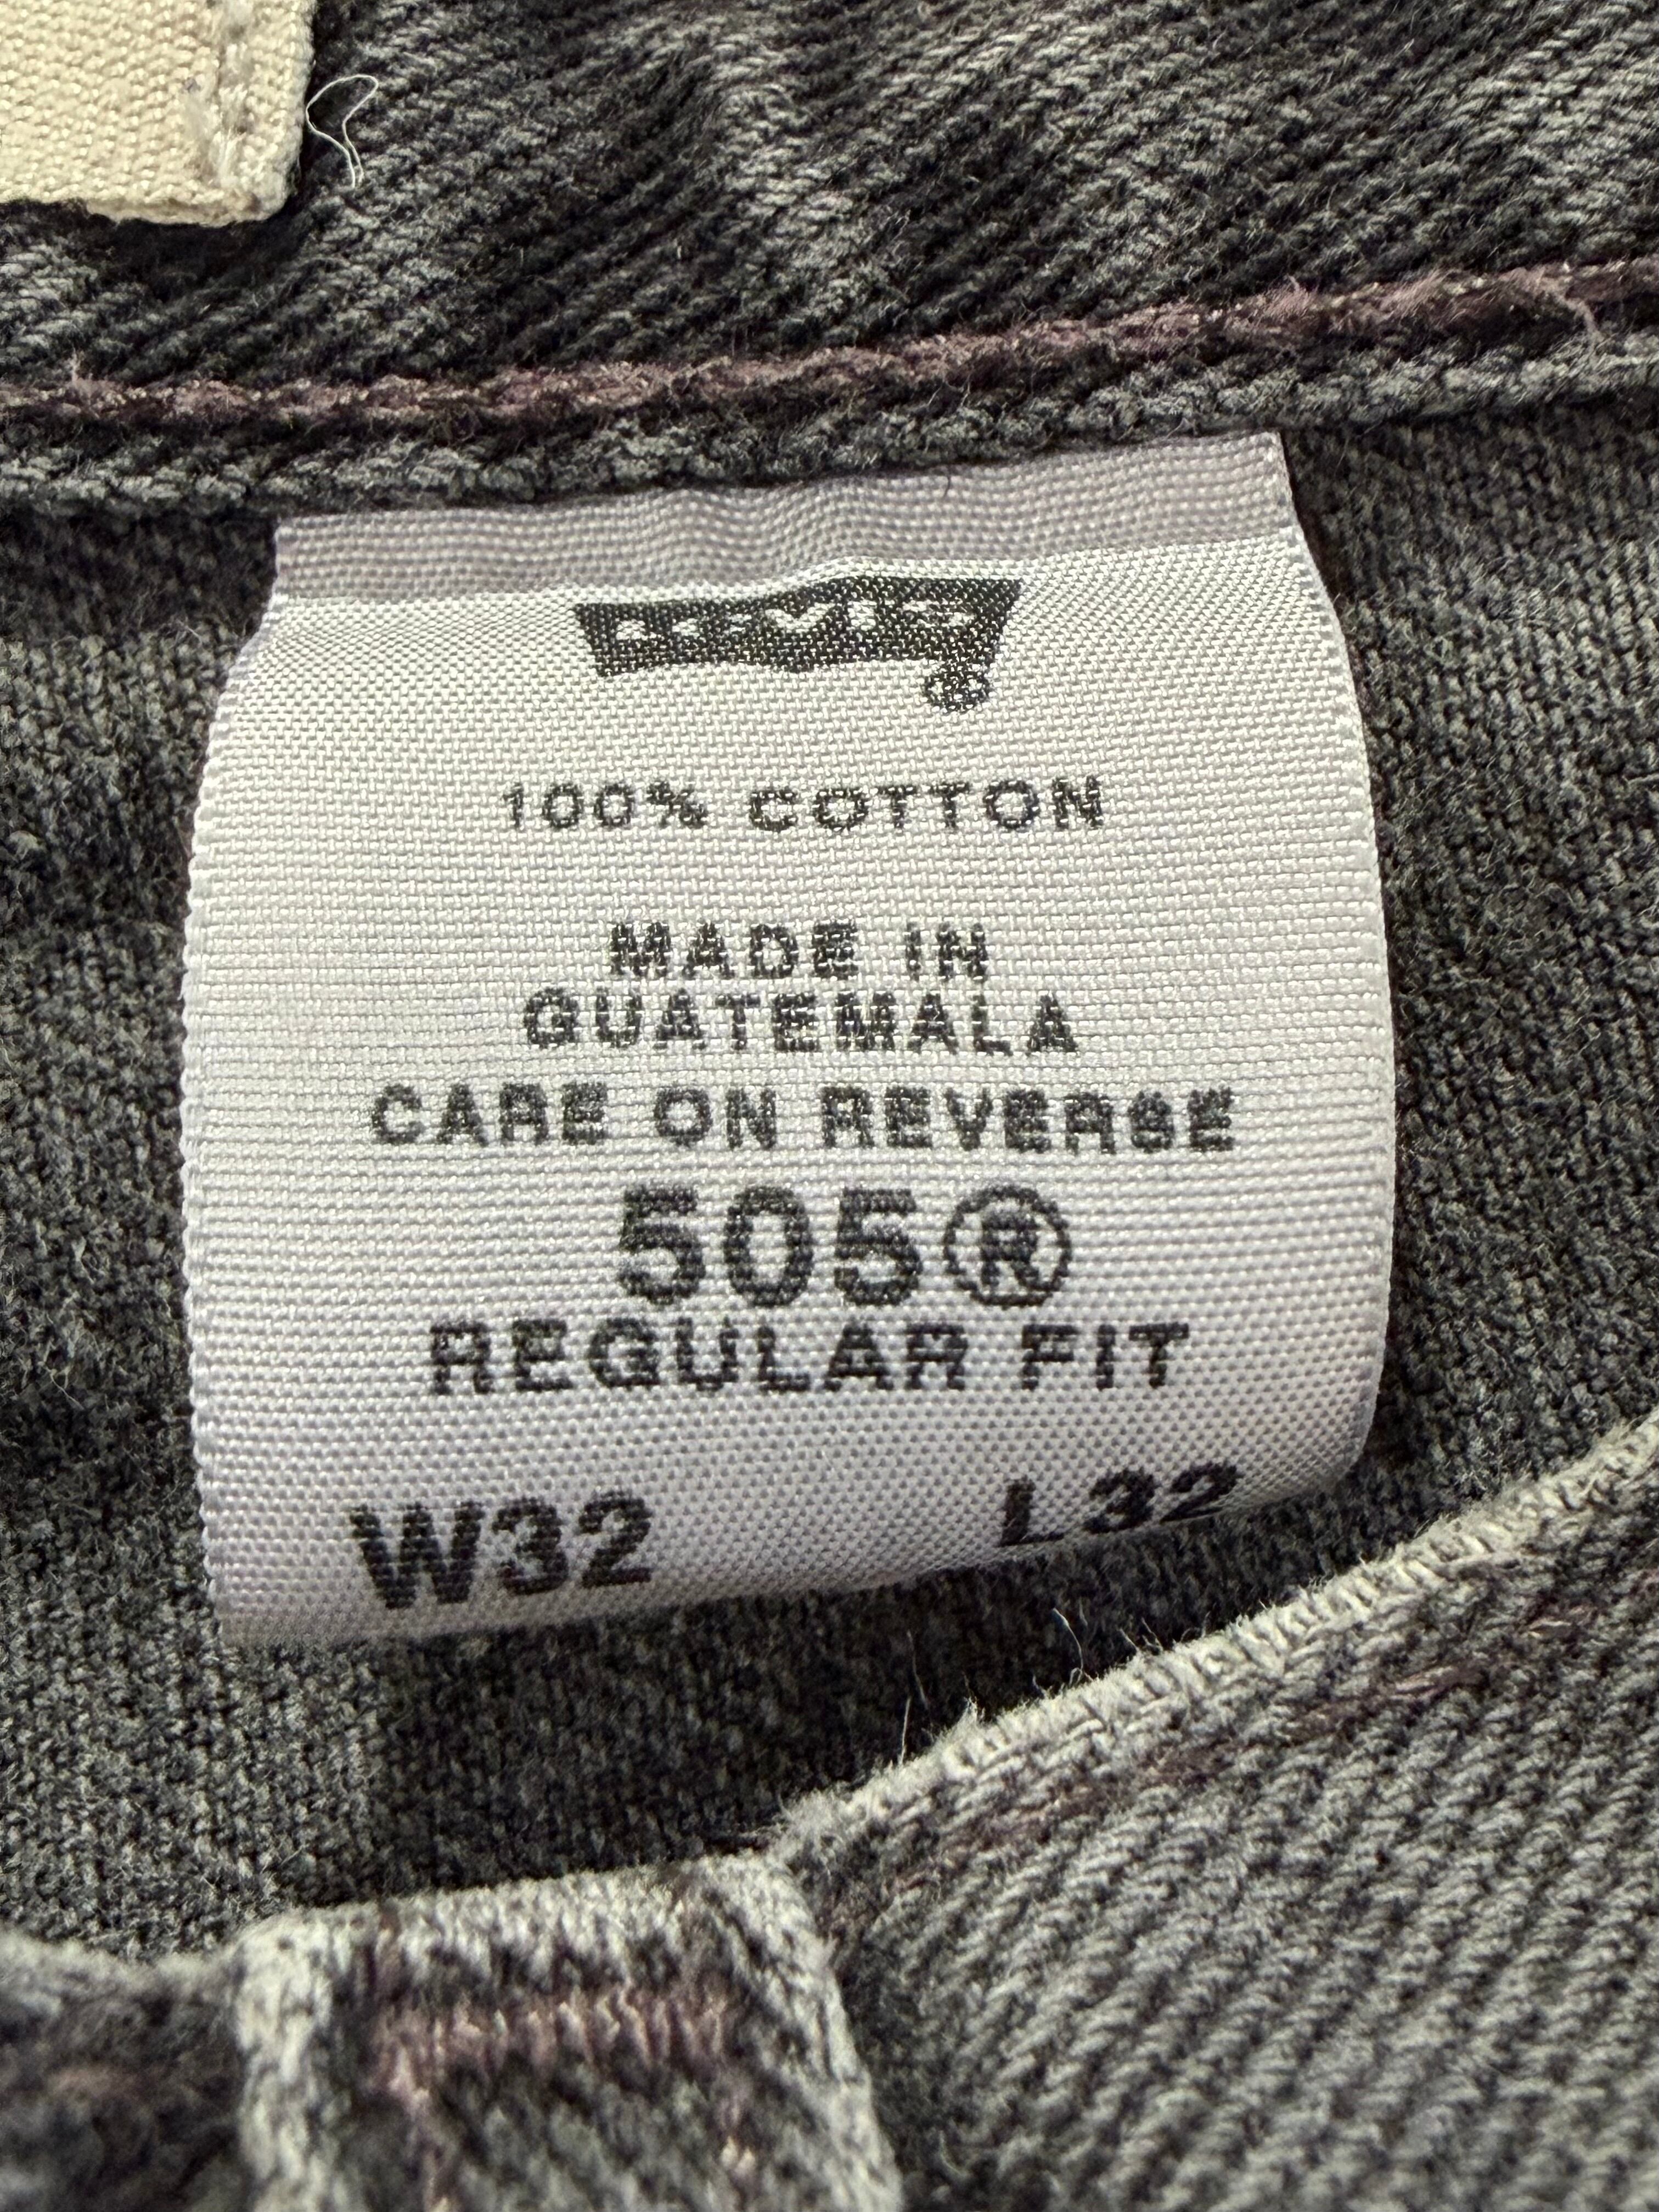 LEVI'S
®
100% COTTON
MADE IN
GUATEMALA
CARE ON REVERSE
505®
REGULAR FIT
W32 L32